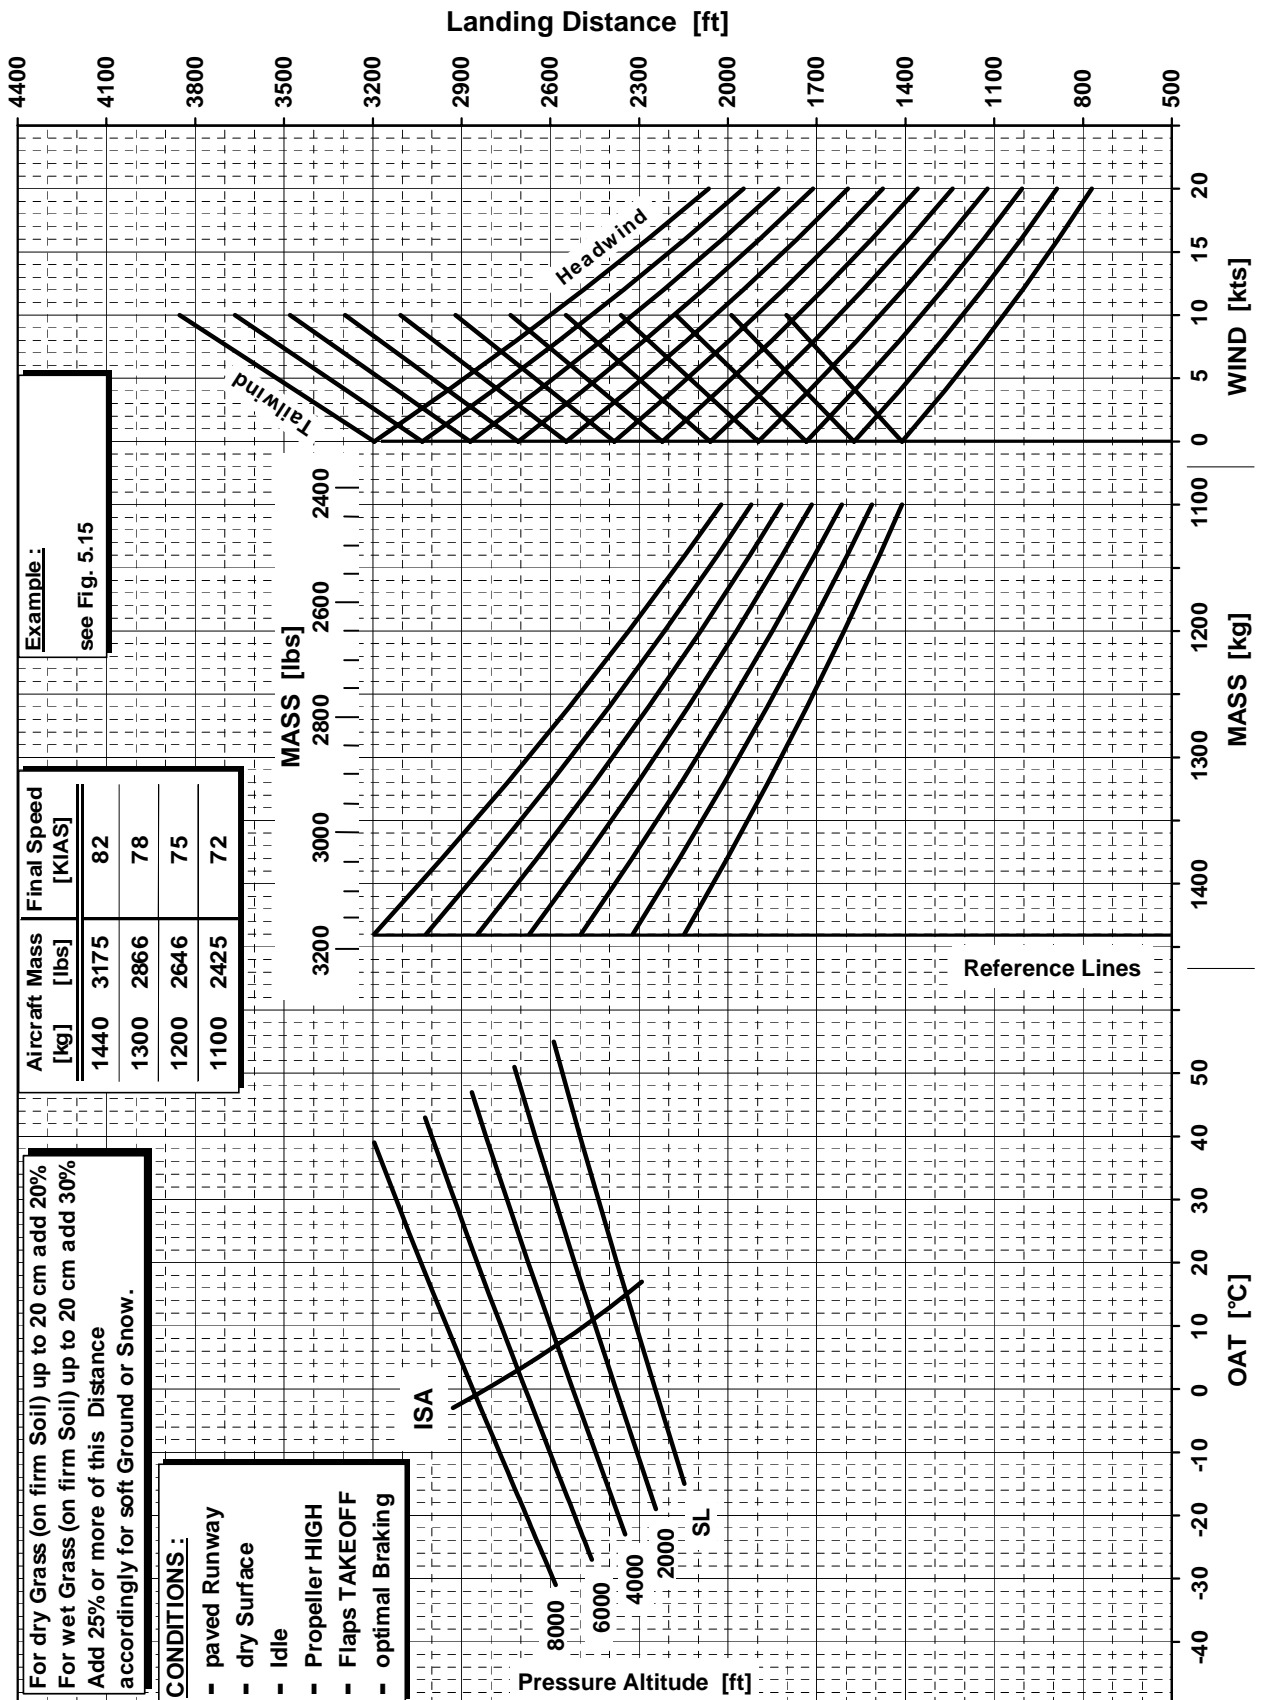 Landing Distance [ft]
4400
4100
3800
3500
3200
2900
2600
2300
2000
1700
1400
1100
800
500
For dry Grass (on firm Soil) up to 20 cm add 20%
For wet Grass (on firm Soil) up to 20 cm add 30%
Add 25% or more of this Distance
accordingly for soft Ground or Snow.
CONDITIONS :
- paved Runway
- dry Surface
- Idle
- Propeller HIGH
- Flaps TAKEOFF
- optimal Braking
Aircraft Mass Final Speed
[kg] [lbs] [KIAS]
1440 3175 82
1300 2866 78
1200 2646 75
1100 2425 72
Example :
see Fig. 5.15
Pressure Altitude [ft]
8000
6000
4000
2000
SL
ISA
Reference Lines
MASS [lbs]
3200 3000 2800 2600 2400
Tailwind
Headwind
-40 -30 -20 -10 0 10 20 30 40 50
OAT [°C]
1400 1300 1200 1100
MASS [kg]
0 5 10 15 20
WIND [kts]